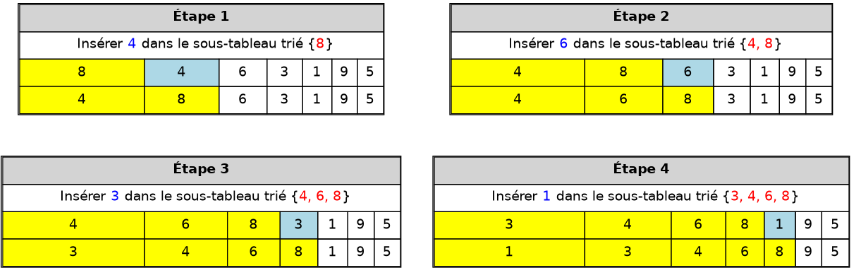 Étape 1
Insérer 4 dans le sous-tableau trié {8}
8 4 6 3 1 9 5
4 8 6 3 1 9 5
Étape 2
Insérer 6 dans le sous-tableau trié {4, 8}
4 8 6 3 1 9 5
4 6 8 3 1 9 5
Étape 3
Insérer 3 dans le sous-tableau trié {4, 6, 8}
4 6 8 3 1 9 5
3 4 6 8 1 9 5
Étape 4
Insérer 1 dans le sous-tableau trié {3, 4, 6, 8}
3 4 6 8 1 9 5
1 3 4 6 8 9 5